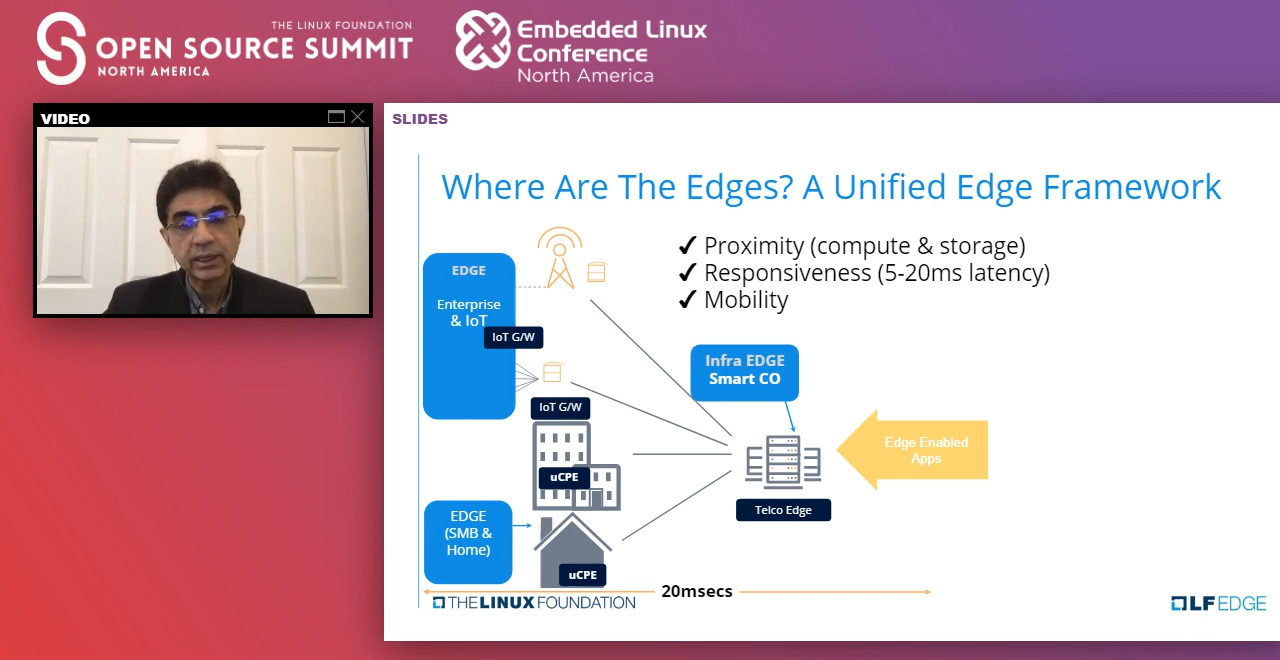 THE LINUX FOUNDATION
OPEN SOURCE SUMMIT
NORTH AMERICA
Embedded Linux
Conference
North America
VIDEO
SLIDES
Where Are The Edges? A Unified Edge Framework
✓ Proximity (compute & storage)
✓ Responsiveness (5-20ms latency)
✓ Mobility
EDGE
Enterprise
& IoT
IoT G/W
IoT G/W
uCPE
EDGE
(SMB &
Home)
uCPE
Infra EDGE
Smart CO
Telco Edge
Edge Enabled
Apps
20msecs
THE LINUX FOUNDATION
LF EDGE